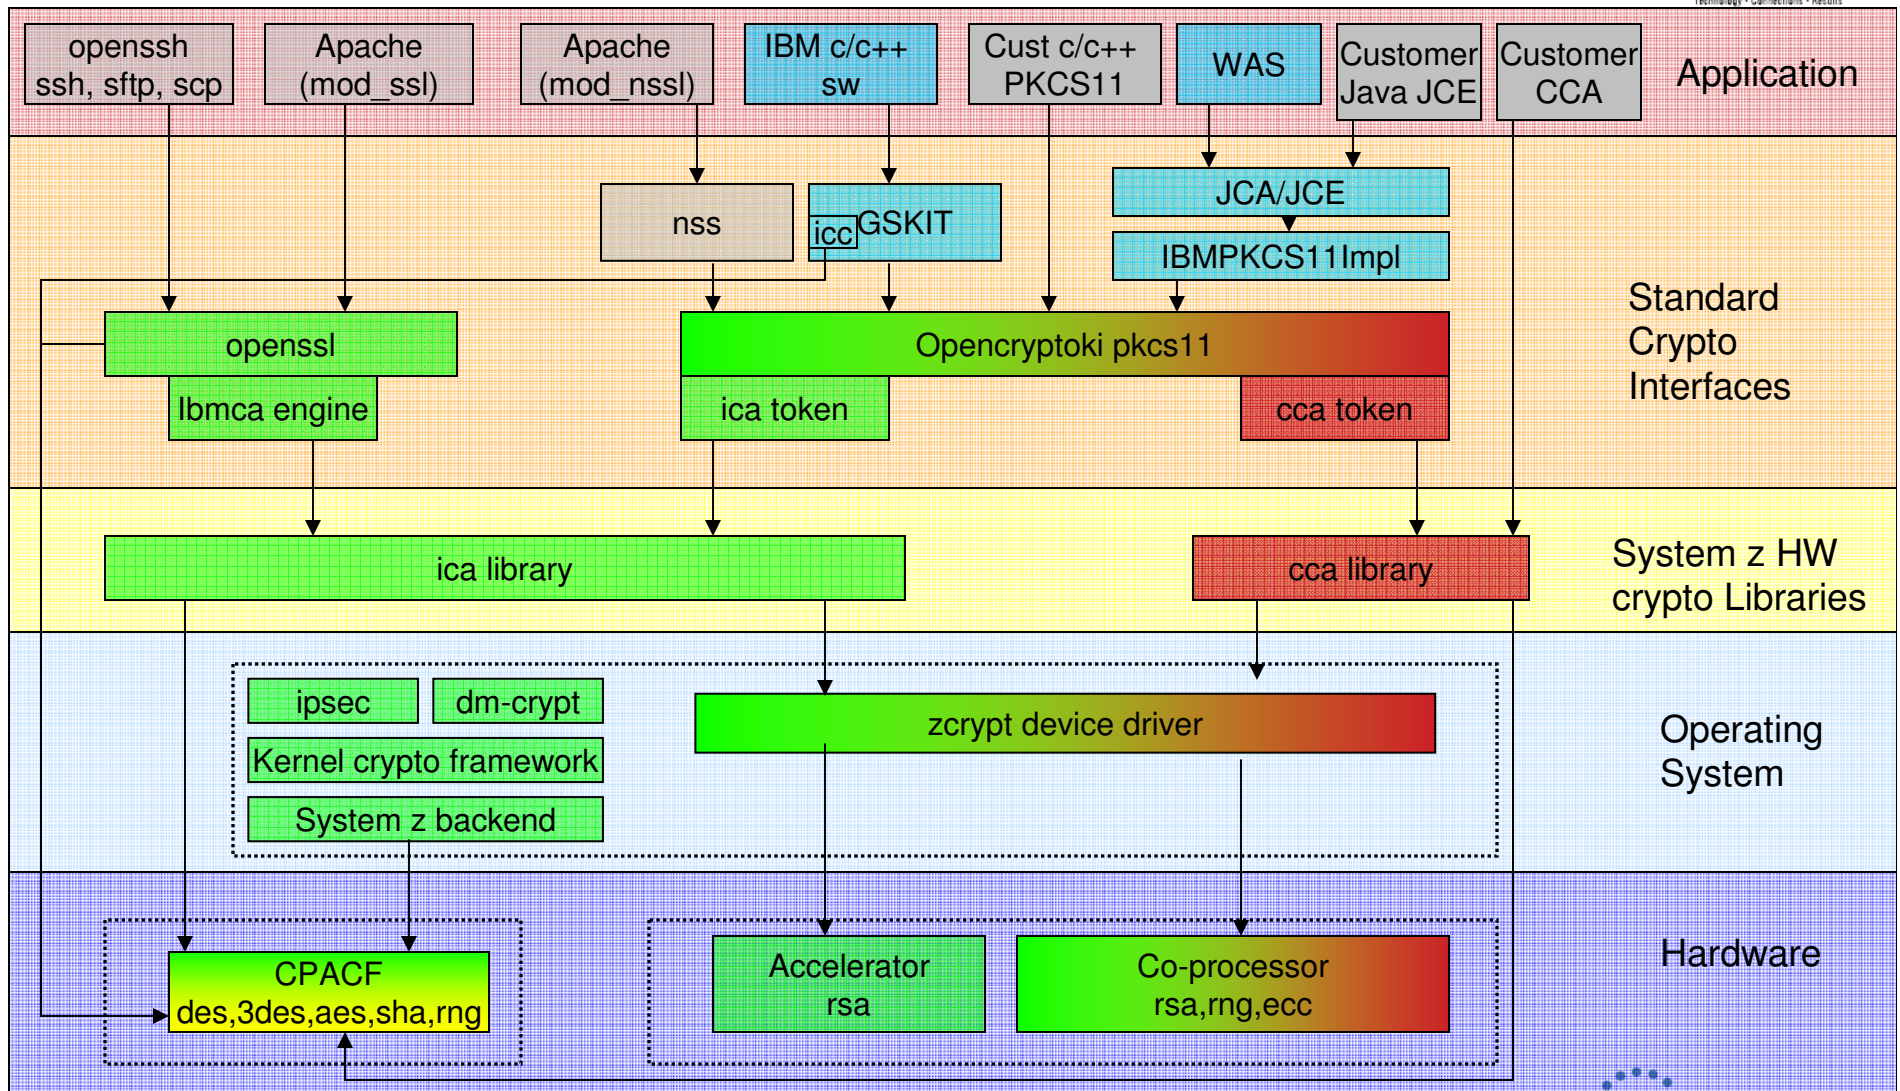 Technology • Connections • Results
openssh
ssh, sftp, scp
Apache
(mod_ssl)
Apache
(mod_nssl)
IBM c/c++
sw
Cust c/c++
PKCS11
WAS
Customer
Java JCE
Customer
CCA
Application
nss
icc
GSKIT
JCA/JCE
IBMPKCS11Impl
Standard
Crypto
Interfaces
openssl
Opencryptoki pkcs11
Ibmca engine
ica token
cca token
ica library
cca library
System z HW
crypto Libraries
ipsec
dm-crypt
zcrypt device driver
Kernel crypto framework
System z backend
Operating
System
CPACF
des,3des,aes,sha,rng
Accelerator
rsa
Co-processor
rsa,rng,ecc
Hardware